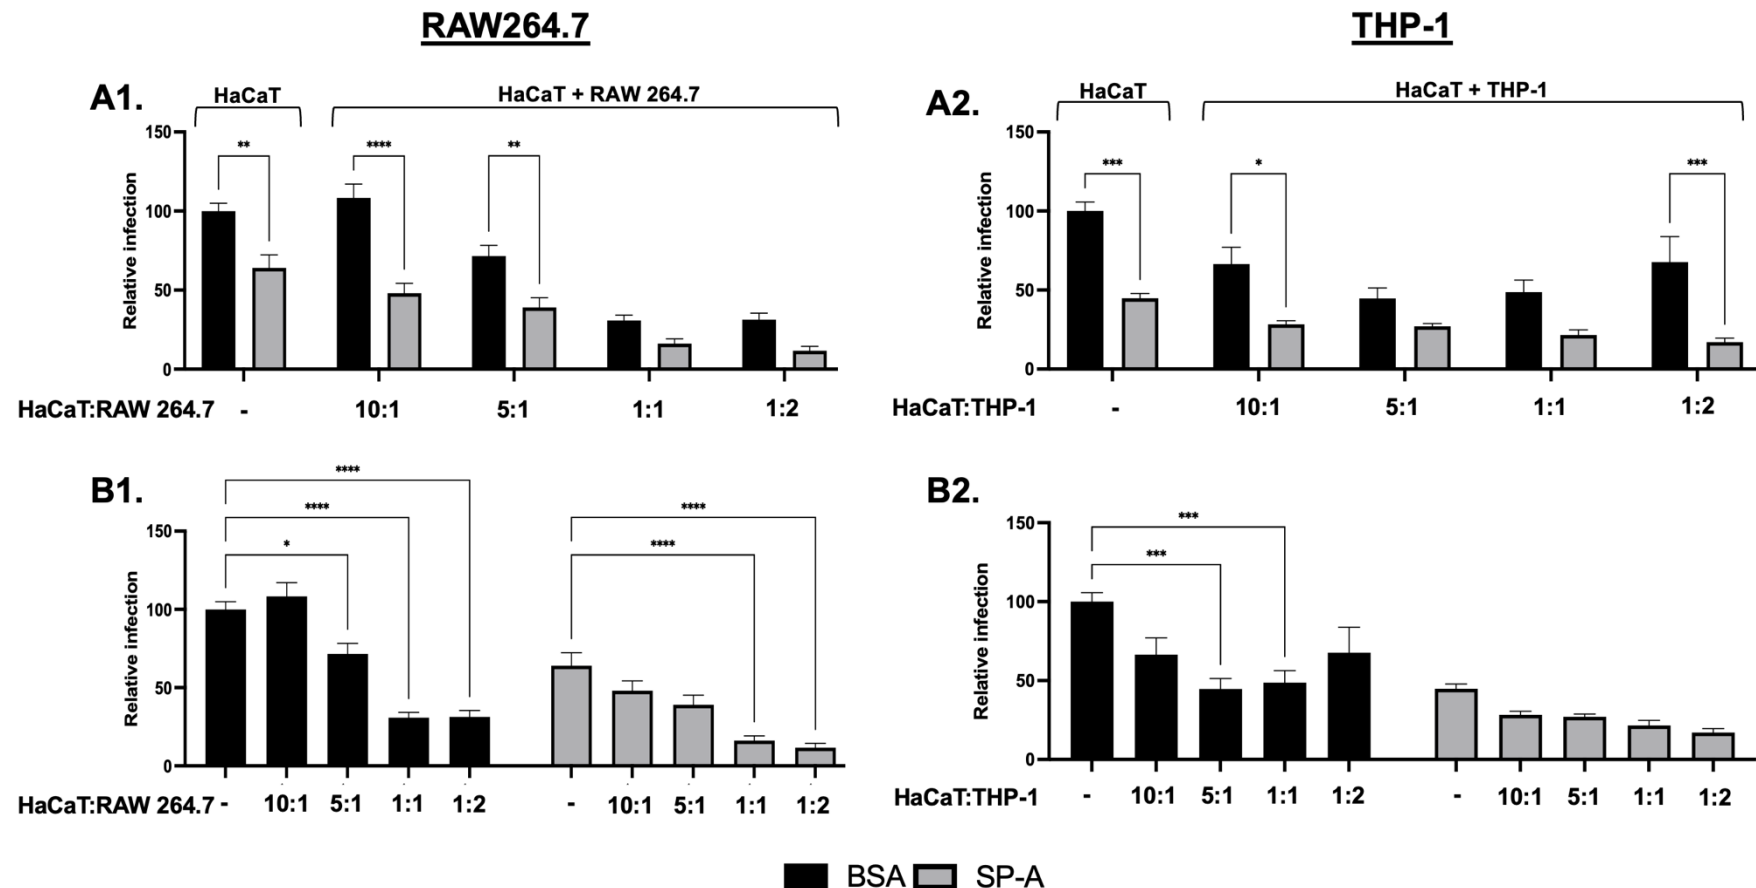 RAW264.7
THP-1
A1.
HaCaT
HaCaT + RAW 264.7
** **** **
150
100
50
0
Relative infection
HaCaT:RAW 264.7 - 10:1 5:1 1:1 1:2
A2.
HaCaT
HaCaT + THP-1
*** * ***
150
100
50
0
Relative infection
HaCaT:THP-1 - 10:1 5:1 1:1 1:2
B1.
****
**** ****
* ****
150
100
50
0
Relative infection
HaCaT:RAW 264.7 - 10:1 5:1 1:1 1:2 - 10:1 5:1 1:1 1:2
B2.
***
***
150
100
50
0
Relative infection
HaCaT:THP-1 - 10:1 5:1 1:1 1:2 - 10:1 5:1 1:1 1:2
BSA SP-A